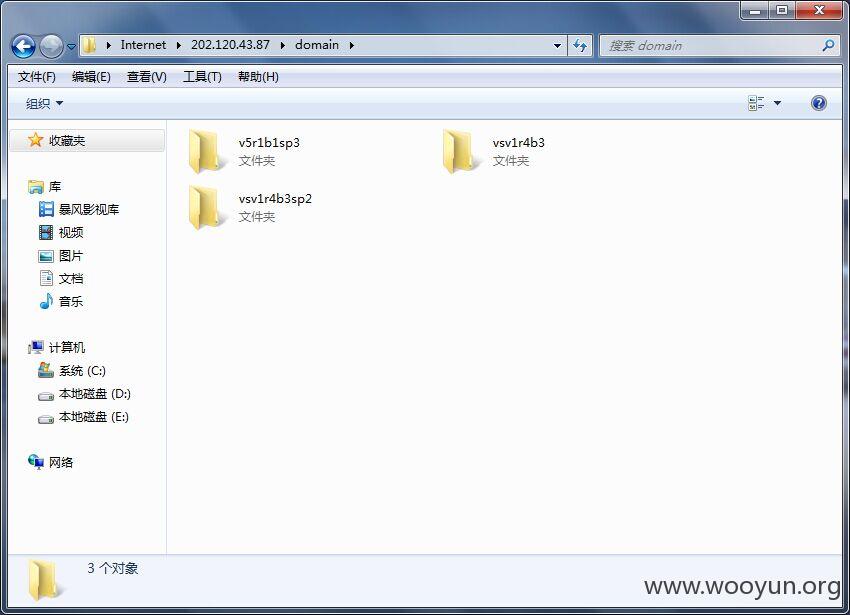 Internet 202.120.43.87 domain
搜索 domain
文件(F) 编辑(E) 查看(V) 工具(T) 帮助(H)
组织
收藏夹
库
暴风影视库
视频
图片
文档
音乐
计算机
系统 (C:)
本地磁盘 (D:)
本地磁盘 (E:)
网络
v5r1b1sp3
文件夹
vsv1r4b3
文件夹
vsv1r4b3sp2
文件夹
3 个对象
www.wooyun.org